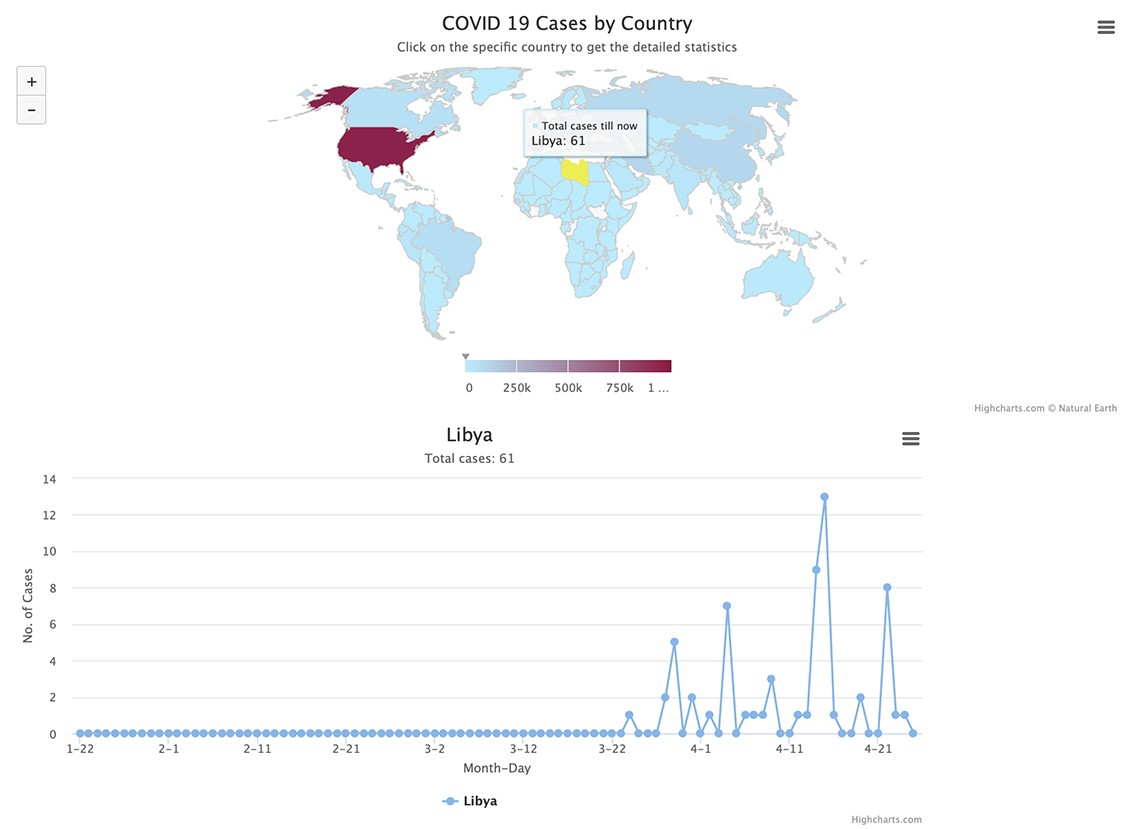 COVID 19 Cases by Country
Click on the specific country to get the detailed statistics
+
−
Total cases till now
Libya: 61
0 250k 500k 750k 1 ...
Highcharts.com © Natural Earth
Libya
Total cases: 61
14
12
10
8
6
4
2
0
No. of Cases
1-22 2-1 2-11 2-21 3-2 3-12 3-22 4-1 4-11 4-21
Month-Day
Libya
Highcharts.com